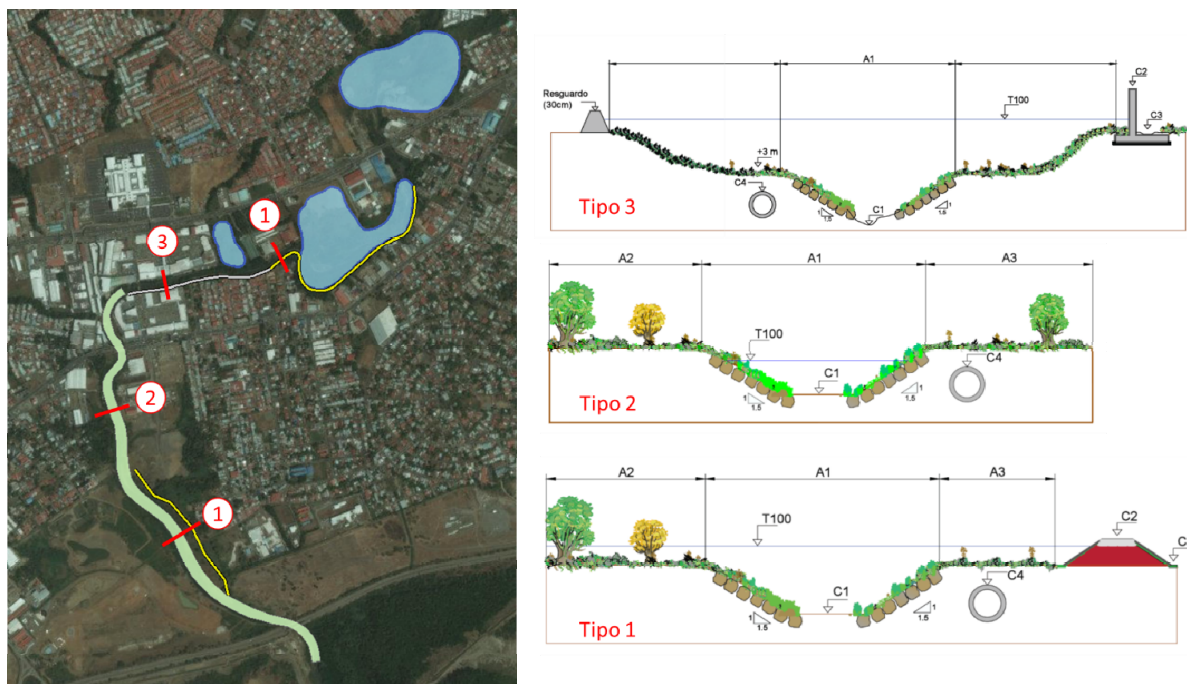 1
3
2
1
A1
C2
Resguardo
(30cm)
T100
C3
+3 m
C4
C1
1
1.5
1
1.5
Tipo 3
A2
A1
A3
T100
C4
C1
1
1.5
1
1.5
Tipo 2
A2
A1
A3
T100
C2
C
C4
C1
1
1.5
1
1.5
Tipo 1